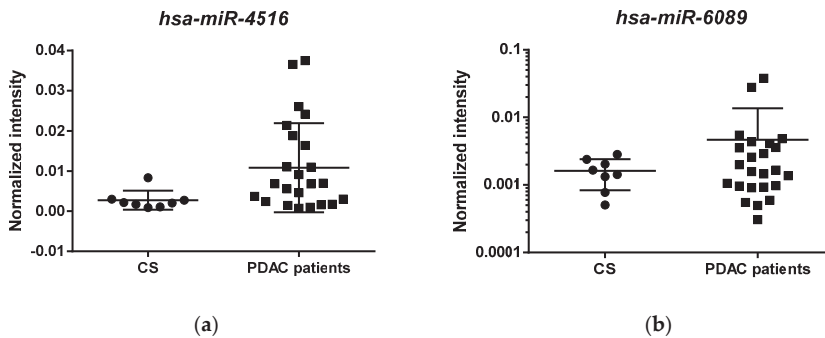 hsa-miR-4516
hsa-miR-6089
Normalized intensity
0.04
0.03
0.02
0.01
0.00
-0.01
CS
PDAC patients
Normalized intensity
0.1
0.01
0.001
0.0001
CS
PDAC patients
(a)
(b)